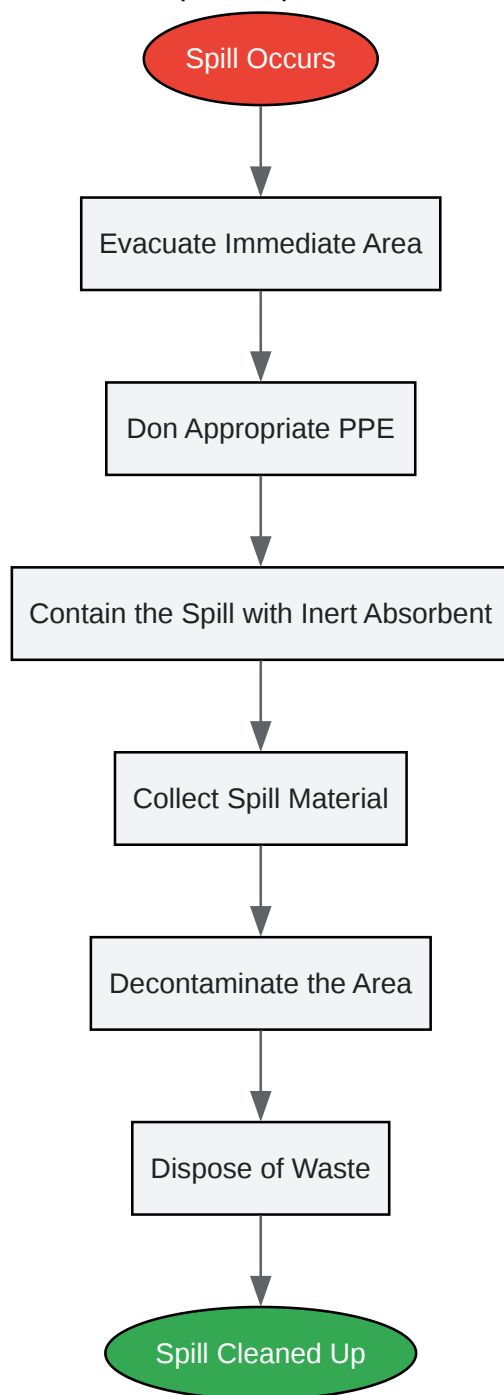 Spill Occurs
Evacuate Immediate Area
Don Appropriate PPE
Contain the Spill with Inert Absorbent
Collect Spill Material
Decontaminate the Area
Dispose of Waste
Spill Cleaned Up